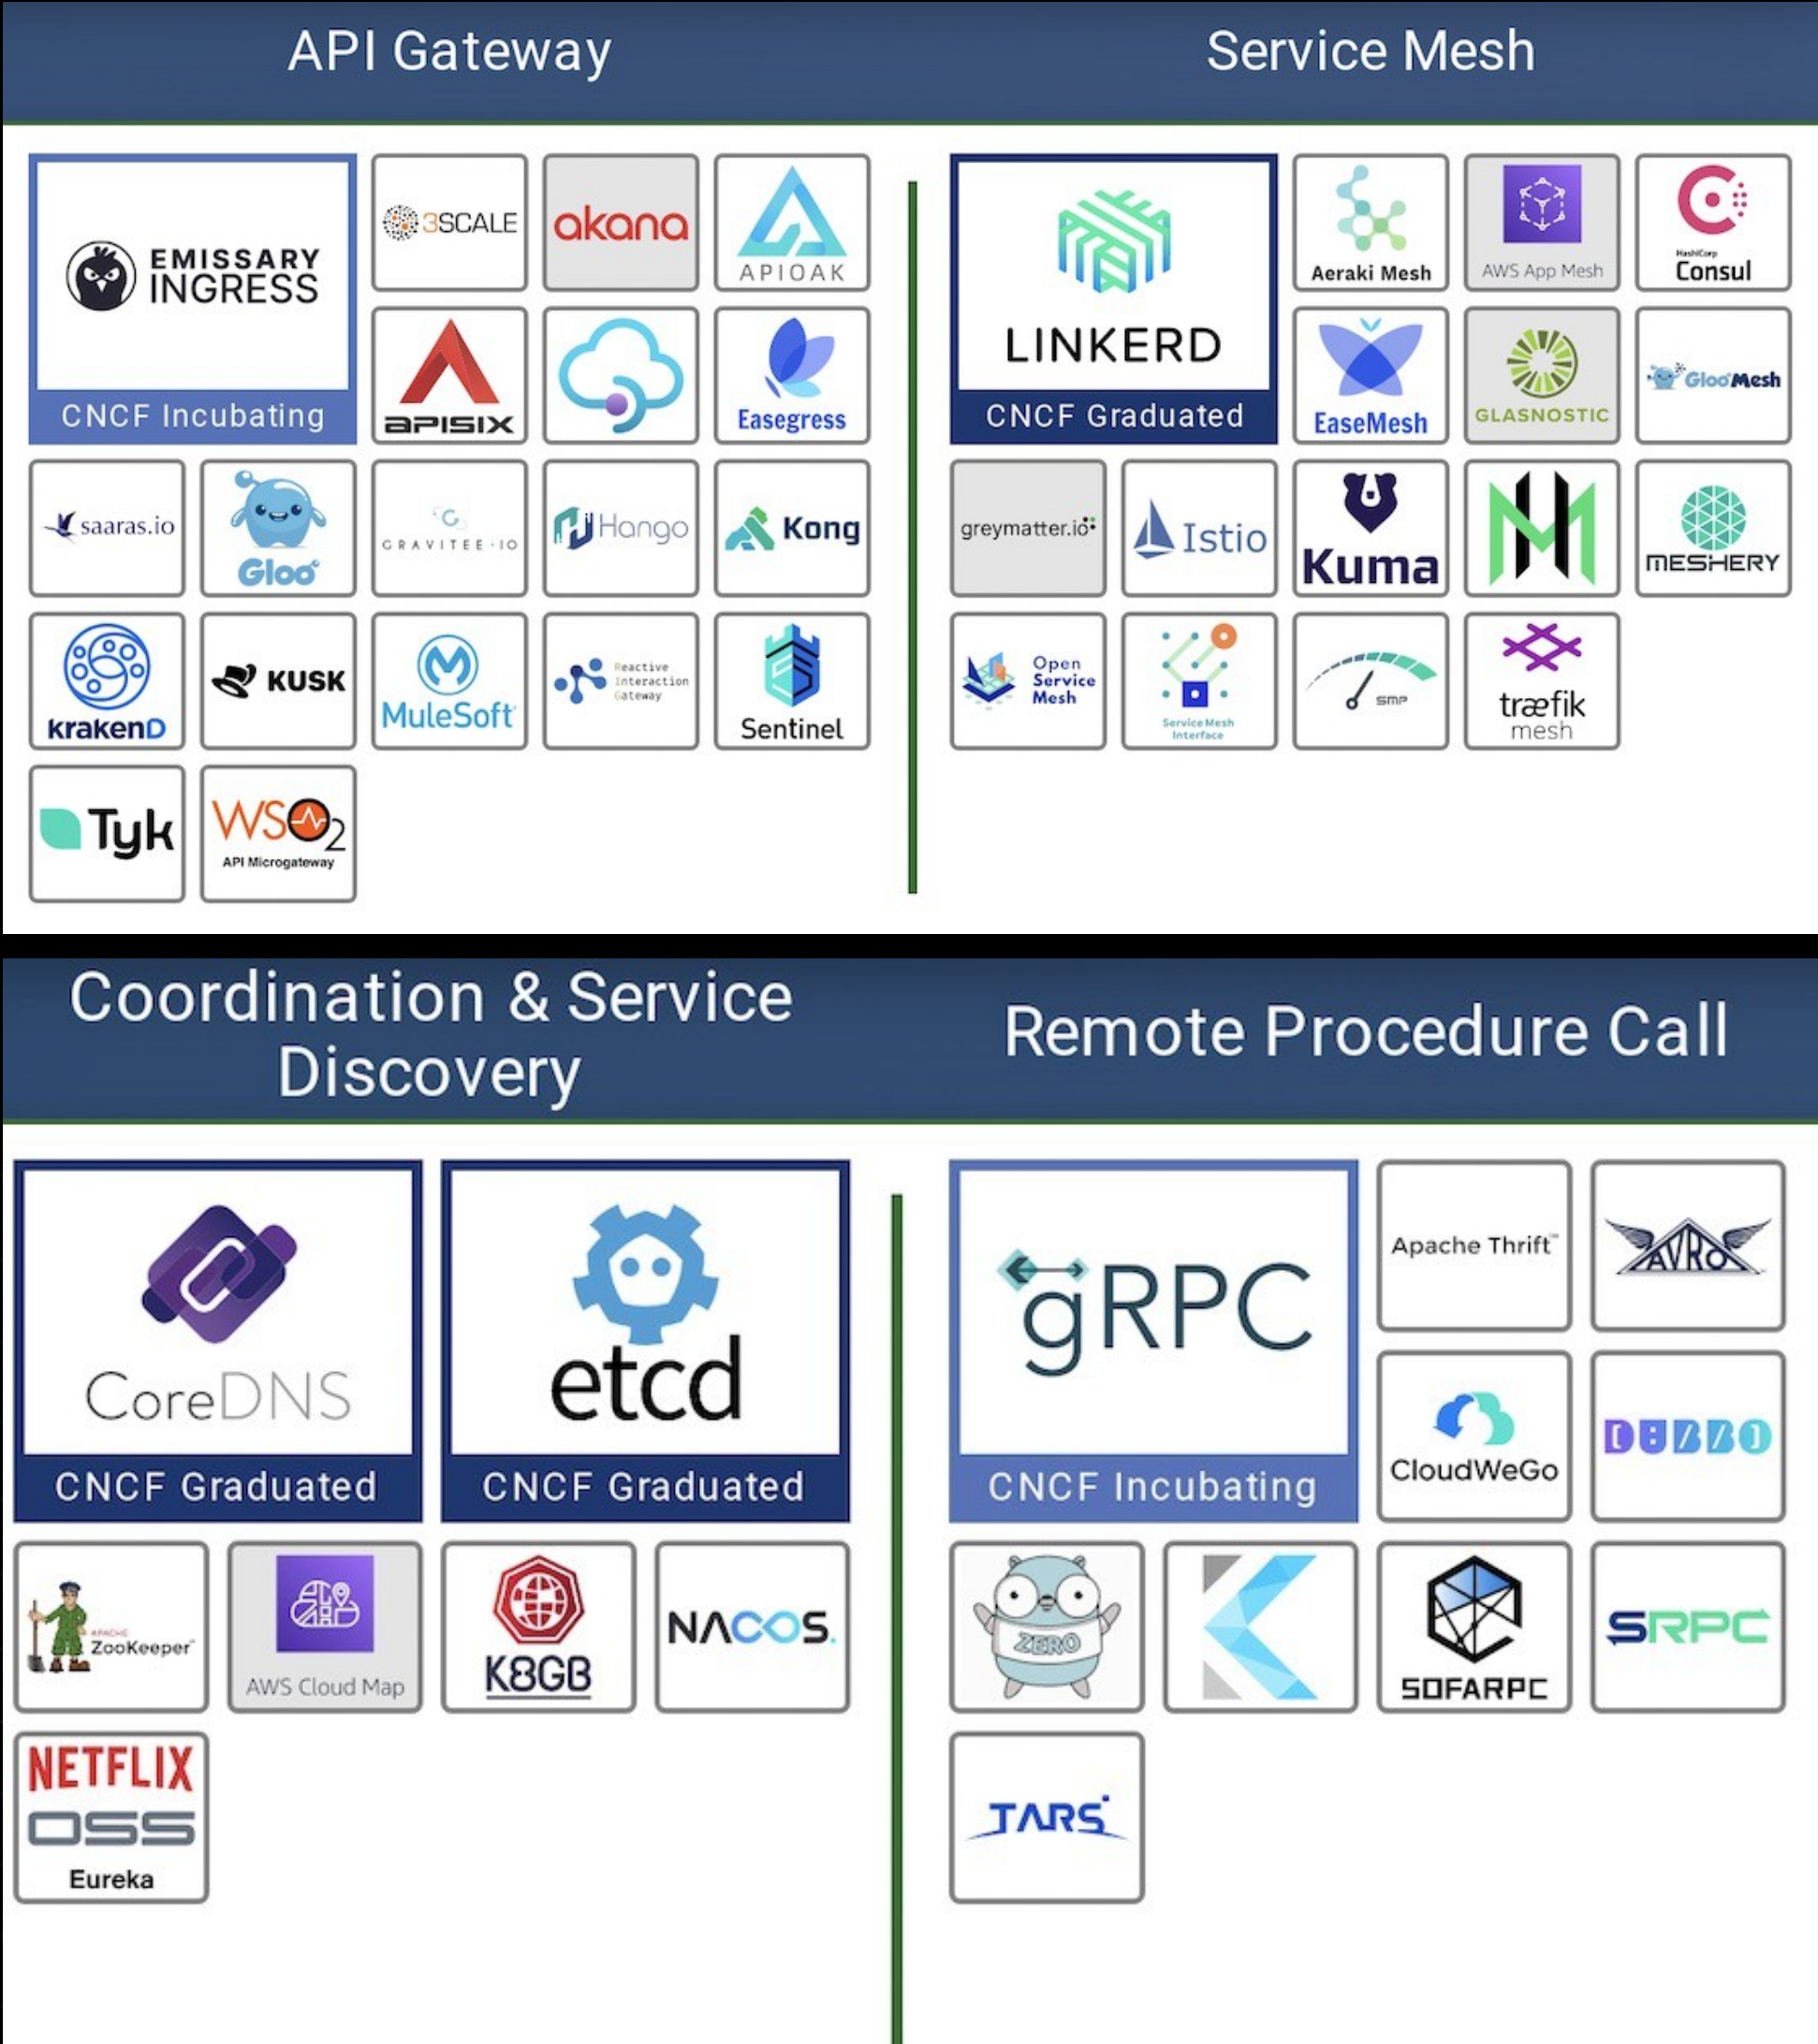 API Gateway
Service Mesh
EMISSARY
INGRESS
CNCF Incubating
3SCALE
akana
APIOAK
APISIX
Easegress
saaras.io
Gloo
GRAVITEE·IO
Hango
Kong
krakenD
KUSK
MuleSoft
Reactive
Interaction
Gateway
Sentinel
Tyk
WSO2
API Microgateway
LINKERD
CNCF Graduated
Aeraki Mesh
AWS App Mesh
HashiCorp
Consul
EaseMesh
GLASNOSTIC
Gloo Mesh
greymatter.io
Istio
Kuma
MESHERY
Open
Service
Mesh
Service Mesh
Interface
SMP
træfik
mesh
Coordination & Service
Discovery
Remote Procedure Call
CoreDNS
CNCF Graduated
etcd
CNCF Graduated
APACHE
ZooKeeper™
AWS Cloud Map
K8GB
NACOS.
NETFLIX
OSS
Eureka
gRPC
CNCF Incubating
Apache Thrift™
AVRO
CloudWeGo
DUBBO
ZERO
SOFARPC
SRPC
TARS